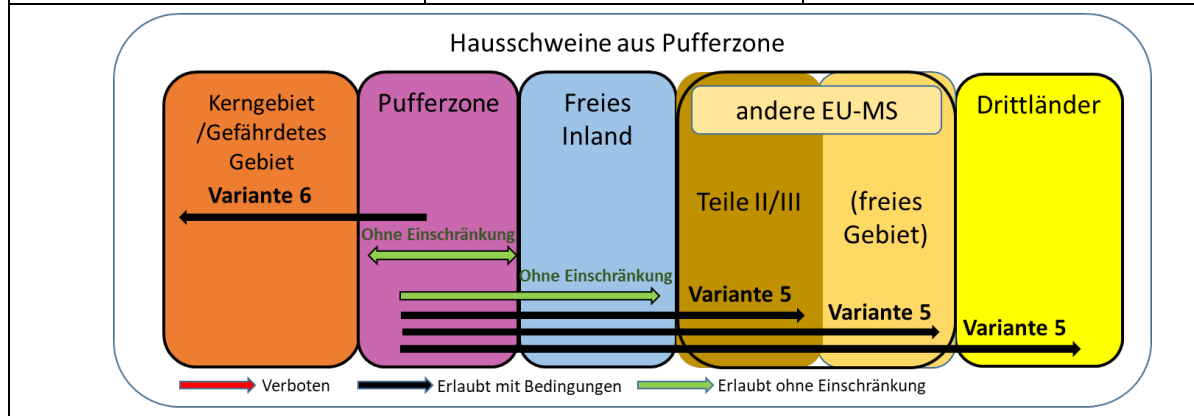 Hausschweine aus Pufferzone
Kerngebiet
/Gefährdetes
Gebiet
Variante 6
Pufferzone
Ohne Einschränkung
Freies
Inland
Ohne Einschränkung
andere EU-MS
Teile II/III
(freies
Gebiet)
Variante 5
Variante 5
Drittländer
Variante 5
Verboten
Erlaubt mit Bedingungen
Erlaubt ohne Einschränkung